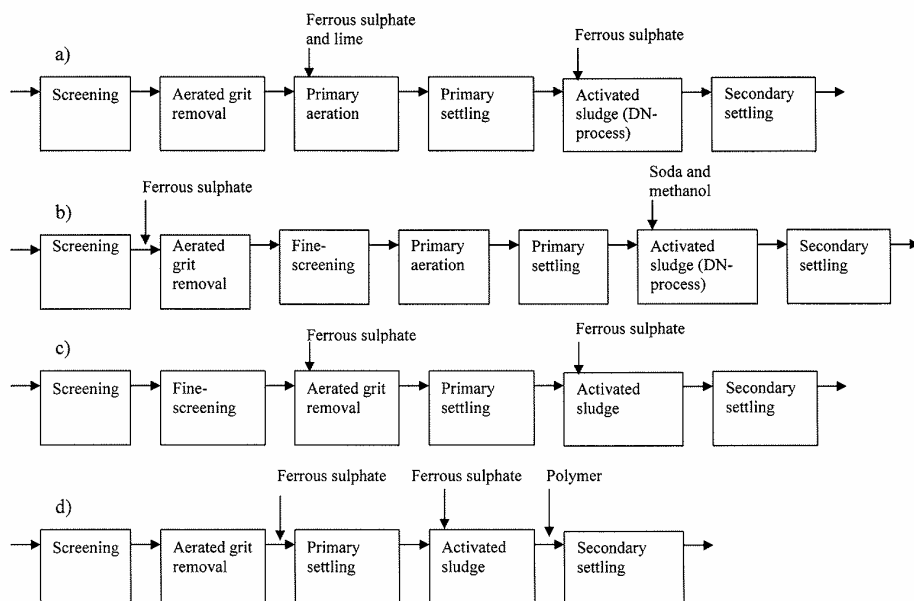 a)
Ferrous sulphate
and lime
Ferrous sulphate
Screening
Aerated grit
removal
Primary
aeration
Primary
settling
Activated
sludge (DN-
process)
Secondary
settling
b)
Ferrous sulphate
Soda and
methanol
Screening
Aerated
grit
removal
Fine-
screening
Primary
aeration
Primary
settling
Activated
sludge (DN-
process)
Secondary
settling
c)
Ferrous sulphate
Ferrous sulphate
Screening
Fine-
screening
Aerated grit
removal
Primary
settling
Activated
sludge
Secondary
settling
d)
Ferrous sulphate
Ferrous sulphate
Polymer
Screening
Aerated grit
removal
Primary
settling
Activated
sludge
Secondary
settling